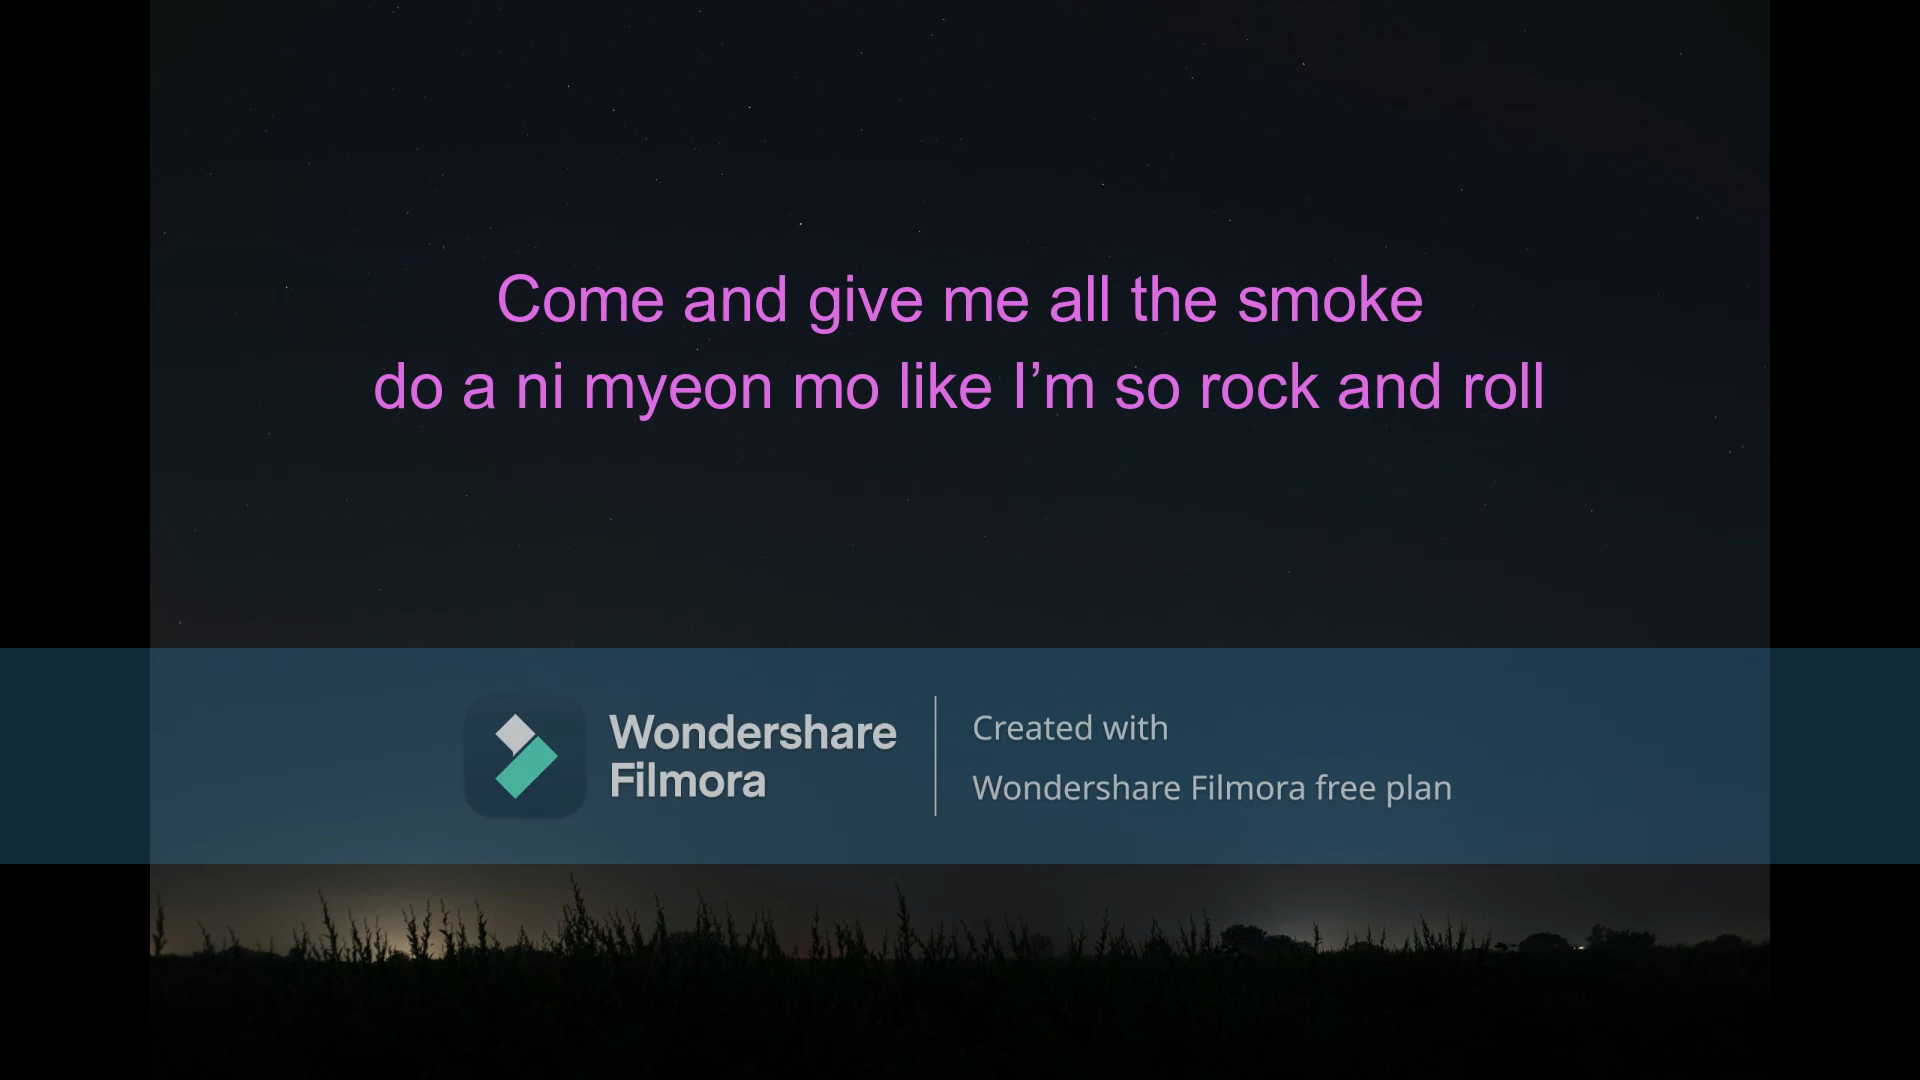 Come and give me all the smoke
do a ni myeon mo like I’m so rock and roll
Wondershare
Filmora
Created with
Wondershare Filmora free plan